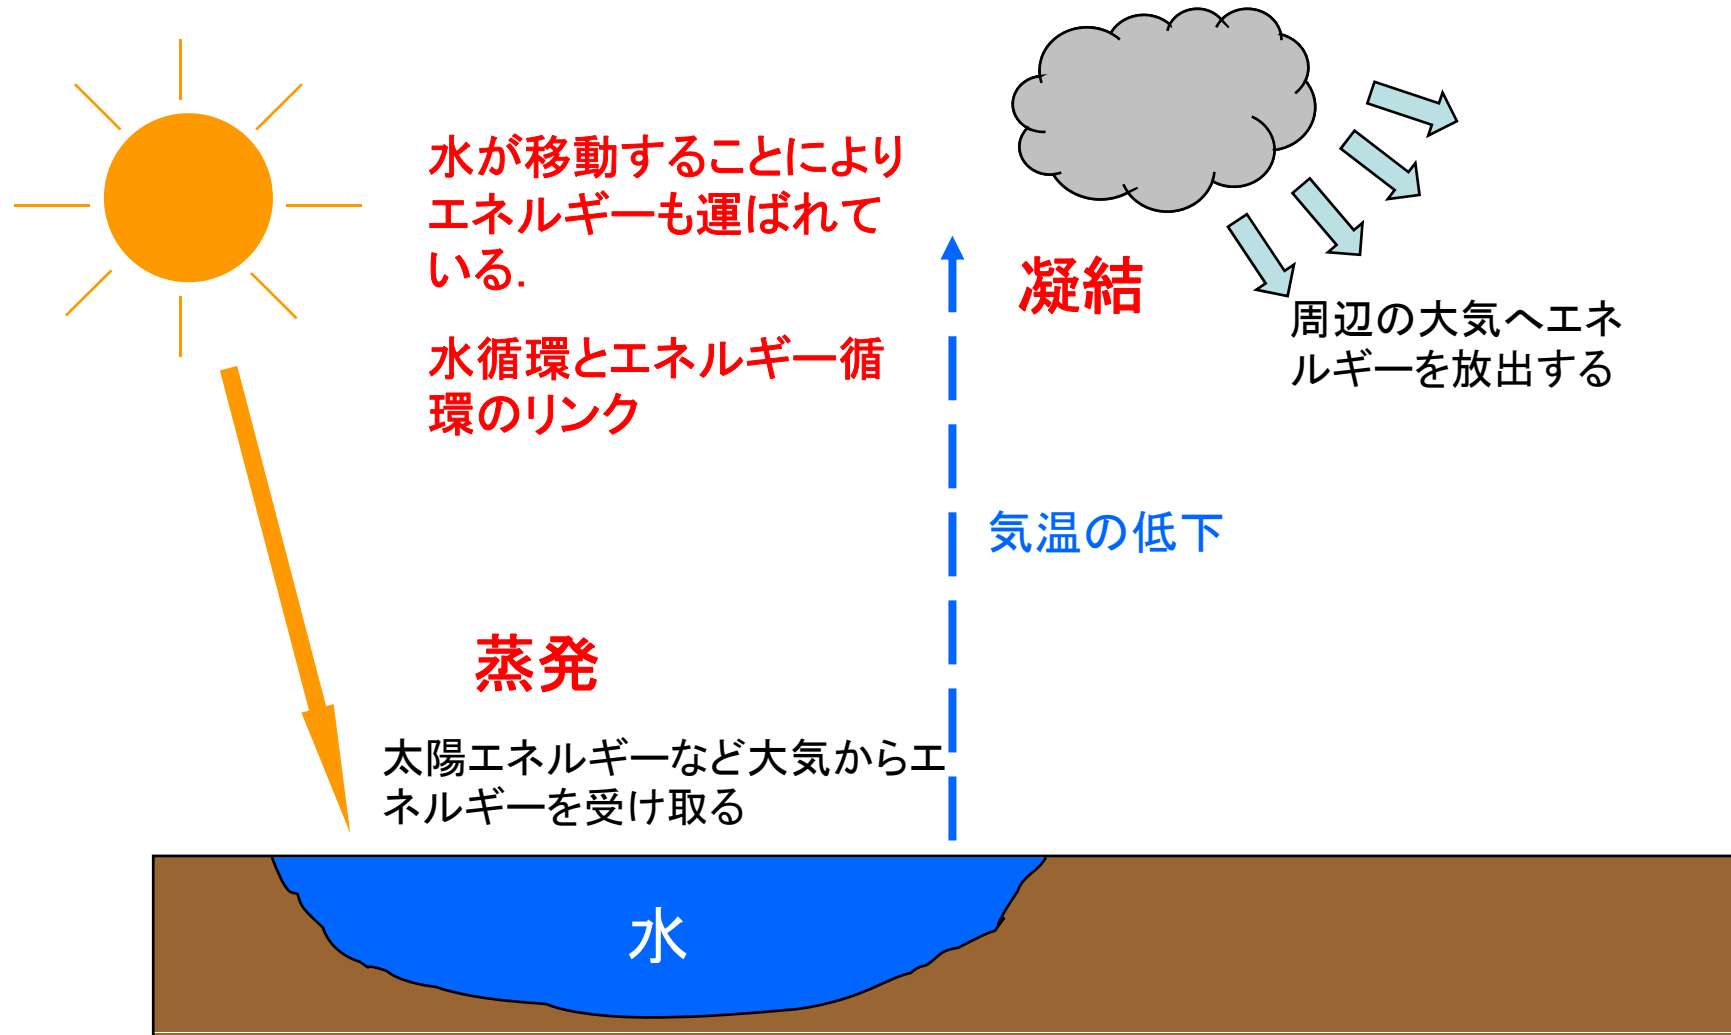 水が移動することにより
エネルギーも運ばれて
いる.
水循環とエネルギー循
環のリンク
凝結
周辺の大気へエネ
ルギーを放出する
気温の低下
蒸発
太陽エネルギーなど大気からエ
ネルギーを受け取る
水